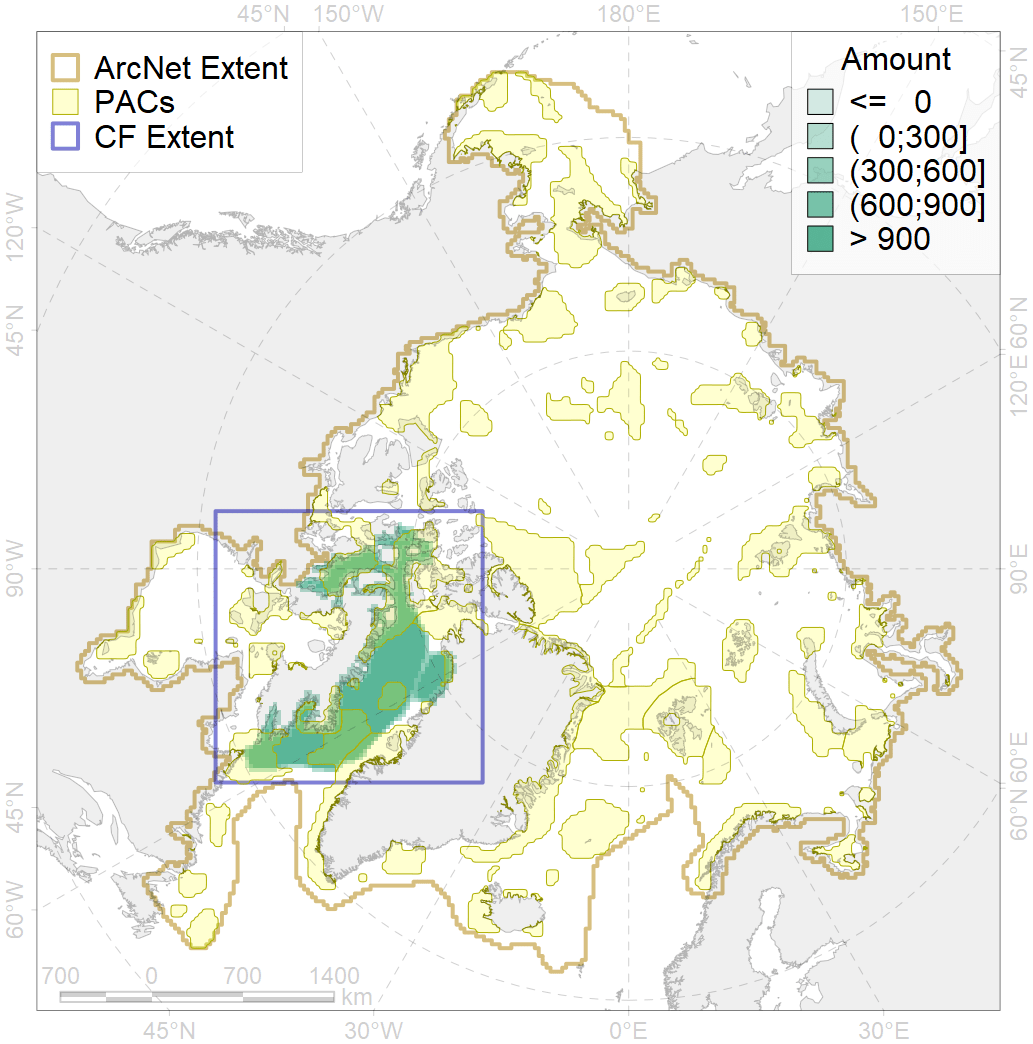 45°N 150°W 180°E 150°E
ArcNet Extent
PACs
CF Extent
Amount
<= 0
( 0;300]
(300;600]
(600;900]
> 900
120°W
45°N
90°W
45°N
60°W
45°N
60°N
120°E
90°E
60°E
60°N
700 0 700 1400
km
45°N 30°W 0°E 30°E